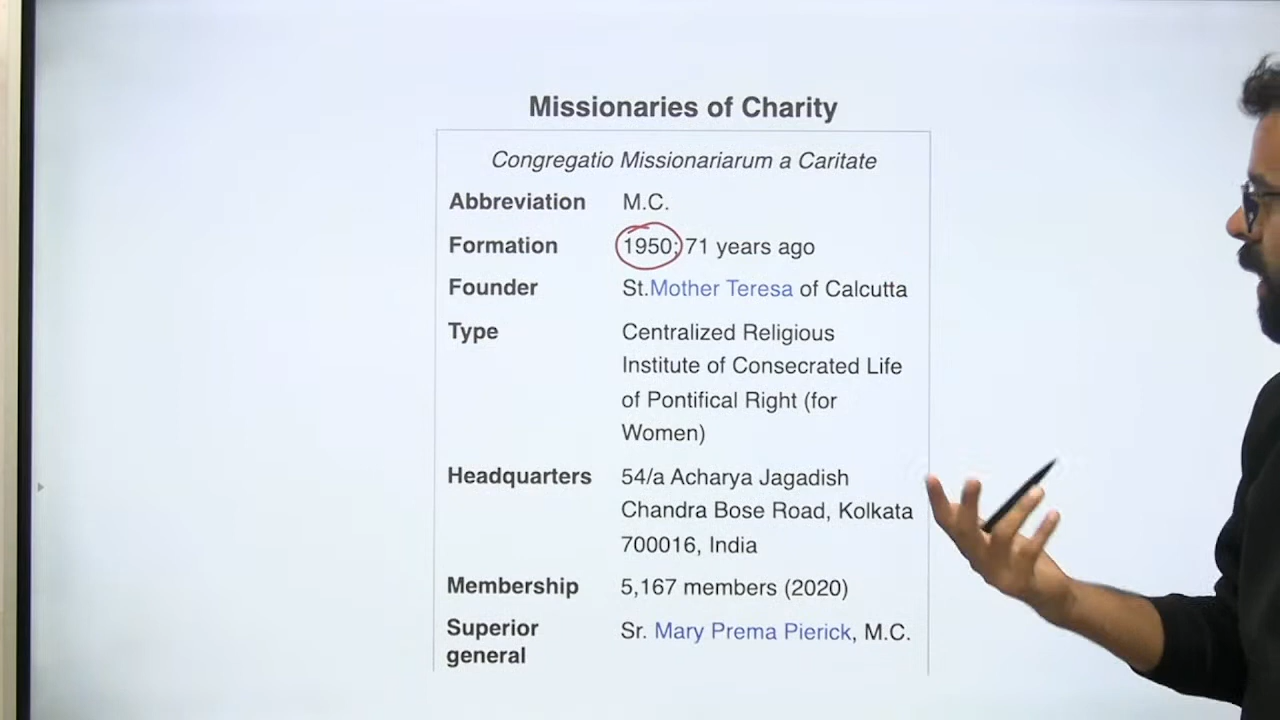 Missionaries of Charity
Congregatio Missionariarum a Caritate
Abbreviation M.C.
Formation 1950; 71 years ago
Founder St.Mother Teresa of Calcutta
Type Centralized Religious
Institute of Consecrated Life
of Pontifical Right (for
Women)
Headquarters 54/a Acharya Jagadish
Chandra Bose Road, Kolkata
700016, India
Membership 5,167 members (2020)
Superior general Sr. Mary Prema Pierick, M.C.